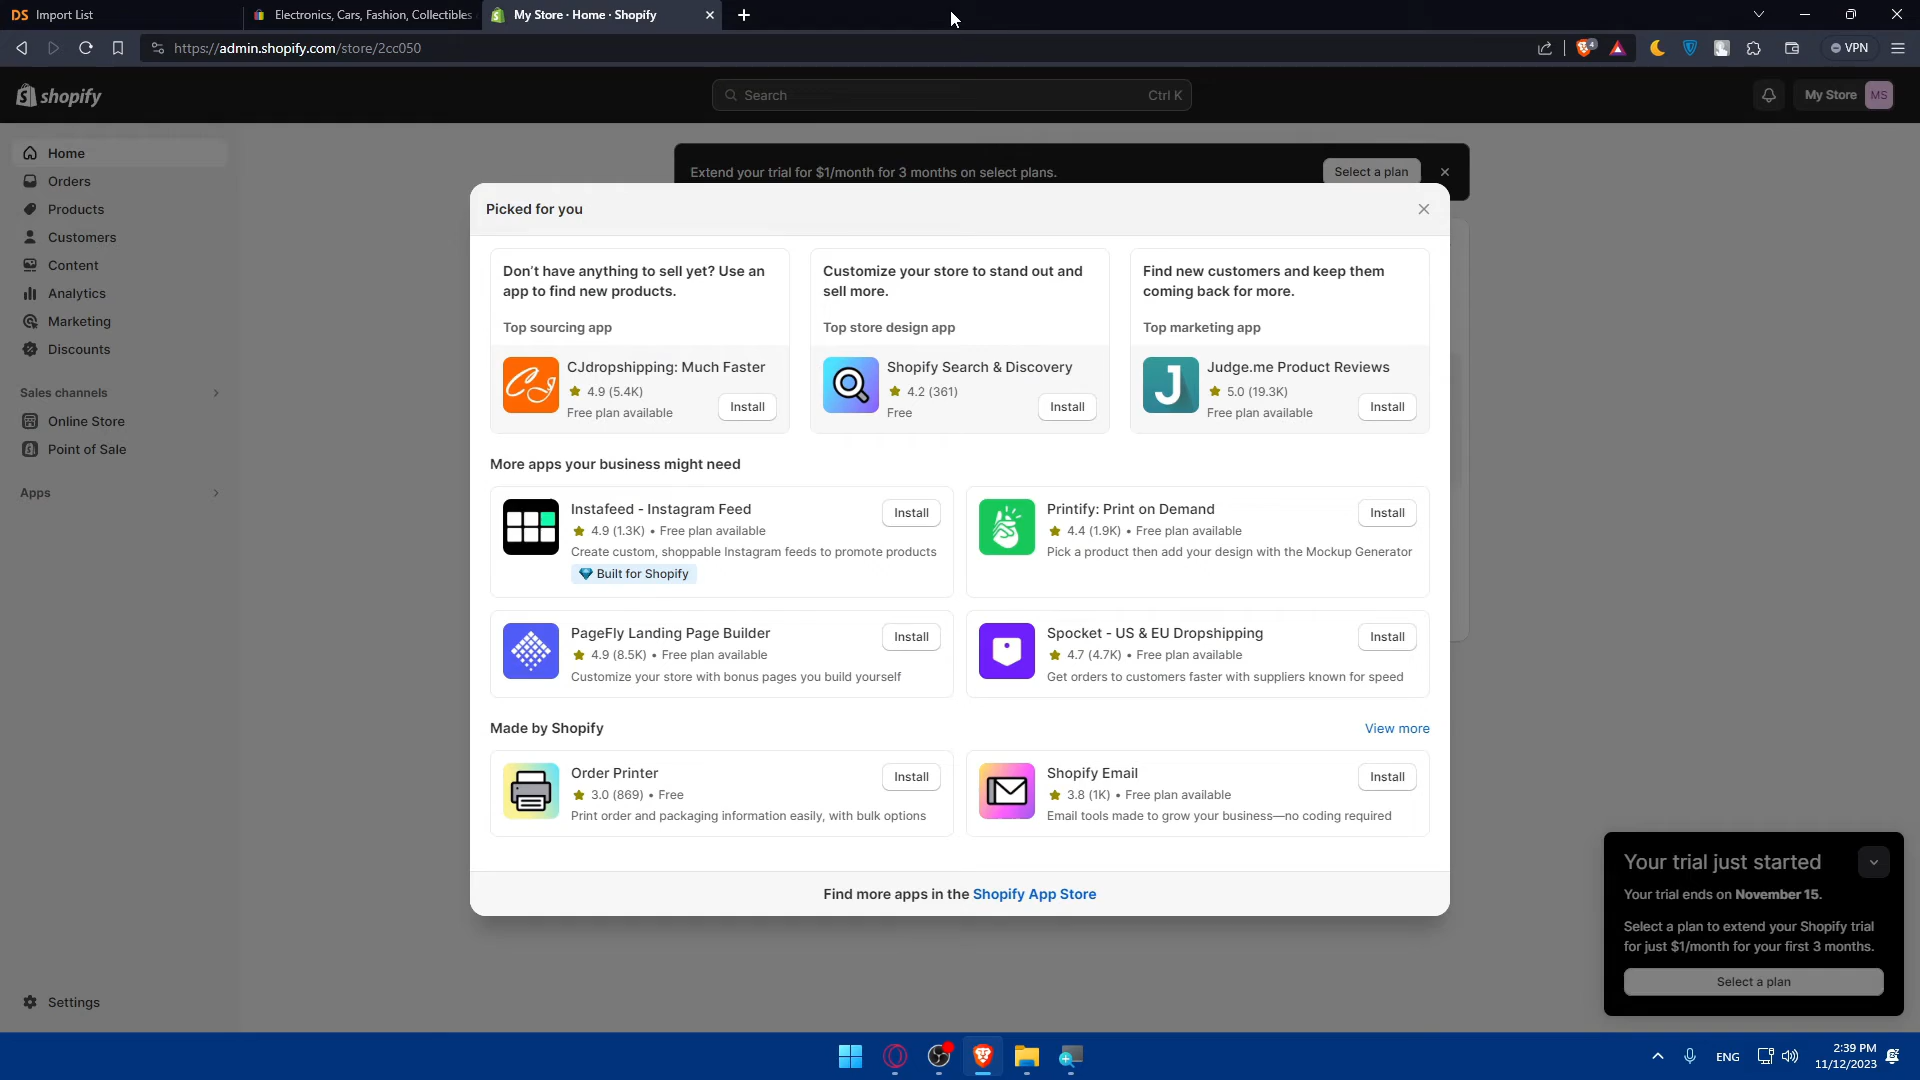 DS Import List
Electronics, Cars, Fashion, Collectibles
My Store · Home · Shopify
https://admin.shopify.com/store/2cc050
4
VPN
shopify
Search
Ctrl K
My Store MS
Home
Orders
Products
Customers
Content
Analytics
Marketing
Discounts
Sales channels
Online Store
Point of Sale
Apps
Settings
Extend your trial for $1/month for 3 months on select plans.
Select a plan
Picked for you
Don't have anything to sell yet? Use an
app to find new products.
Top sourcing app
CJdropshipping: Much Faster
4.9 (5.4K)
Free plan available
Install
Customize your store to stand out and
sell more.
Top store design app
Shopify Search & Discovery
4.2 (361)
Free
Install
Find new customers and keep them
coming back for more.
Top marketing app
J
Judge.me Product Reviews
5.0 (19.3K)
Free plan available
Install
More apps your business might need
Instafeed - Instagram Feed
4.9 (1.3K) • Free plan available
Create custom, shoppable Instagram feeds to promote products
Built for Shopify
Install
Printify: Print on Demand
4.4 (1.9K) • Free plan available
Pick a product then add your design with the Mockup Generator
Install
PageFly Landing Page Builder
4.9 (8.5K) • Free plan available
Customize your store with bonus pages you build yourself
Install
Spocket - US & EU Dropshipping
4.7 (4.7K) • Free plan available
Get orders to customers faster with suppliers known for speed
Install
Made by Shopify
View more
Order Printer
3.0 (869) • Free
Print order and packaging information easily, with bulk options
Install
Shopify Email
3.8 (1K) • Free plan available
Email tools made to grow your business—no coding required
Install
Find more apps in the Shopify App Store
Your trial just started
Your trial ends on November 15.
Select a plan to extend your Shopify trial
for just $1/month for your first 3 months.
Select a plan
ENG
2:39 PM
11/12/2023